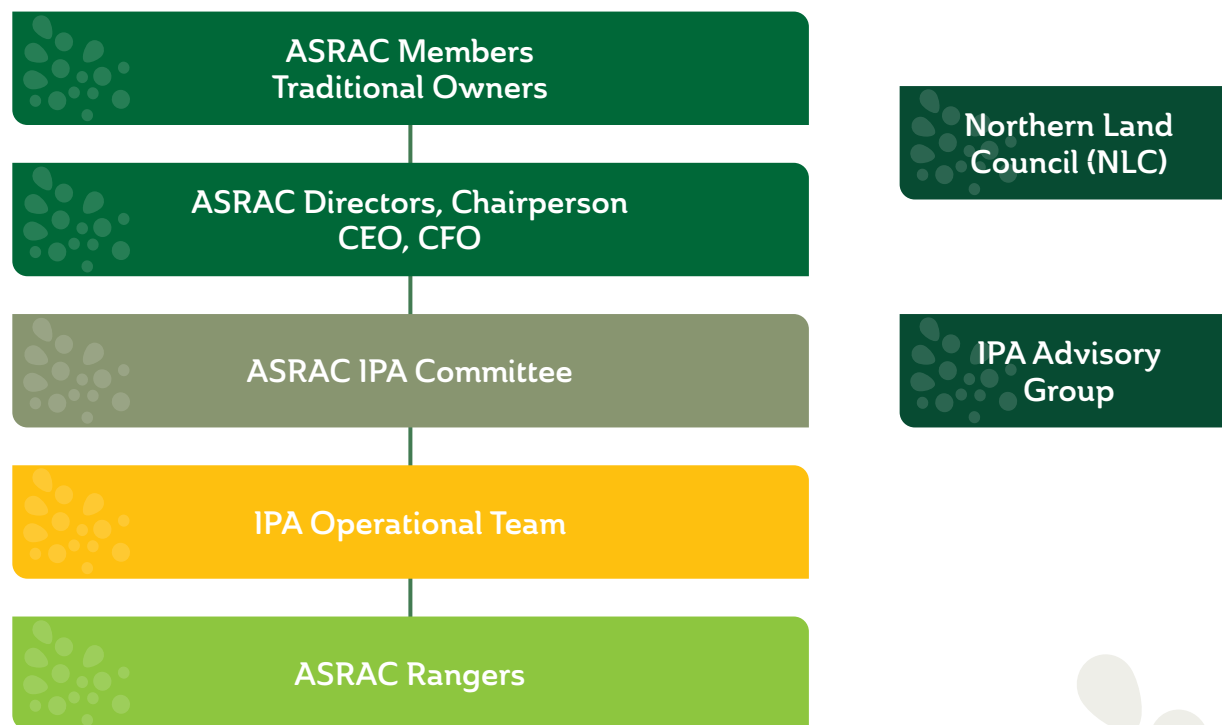 ASRAC Members
Traditional Owners
Northern Land
Council (NLC)
ASRAC Directors, Chairperson
CEO, CFO
ASRAC IPA Committee
IPA Advisory
Group
IPA Operational Team
ASRAC Rangers